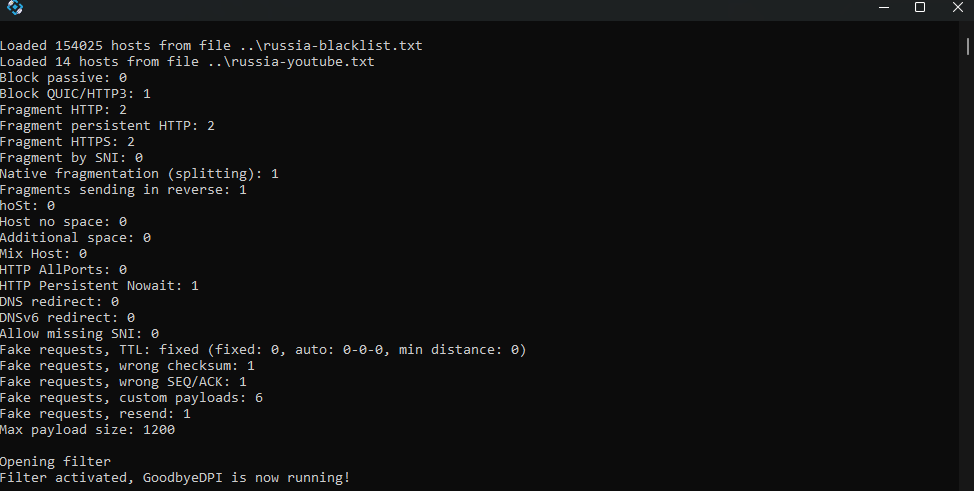 Loaded 154025 hosts from file ..\russia-blacklist.txt
Loaded 14 hosts from file ..\russia-youtube.txt
Block passive: 0
Block QUIC/HTTP3: 1
Fragment HTTP: 2
Fragment persistent HTTP: 2
Fragment HTTPS: 2
Fragment by SNI: 0
Native fragmentation (splitting): 1
Fragments sending in reverse: 1
hoSt: 0
Host no space: 0
Additional space: 0
Mix Host: 0
HTTP AllPorts: 0
HTTP Persistent Nowait: 1
DNS redirect: 0
DNSv6 redirect: 0
Allow missing SNI: 0
Fake requests, TTL: fixed (fixed: 0, auto: 0-0-0, min distance: 0)
Fake requests, wrong checksum: 1
Fake requests, wrong SEQ/ACK: 1
Fake requests, custom payloads: 6
Fake requests, resend: 1
Max payload size: 1200
Opening filter
Filter activated, GoodbyeDPI is now running!